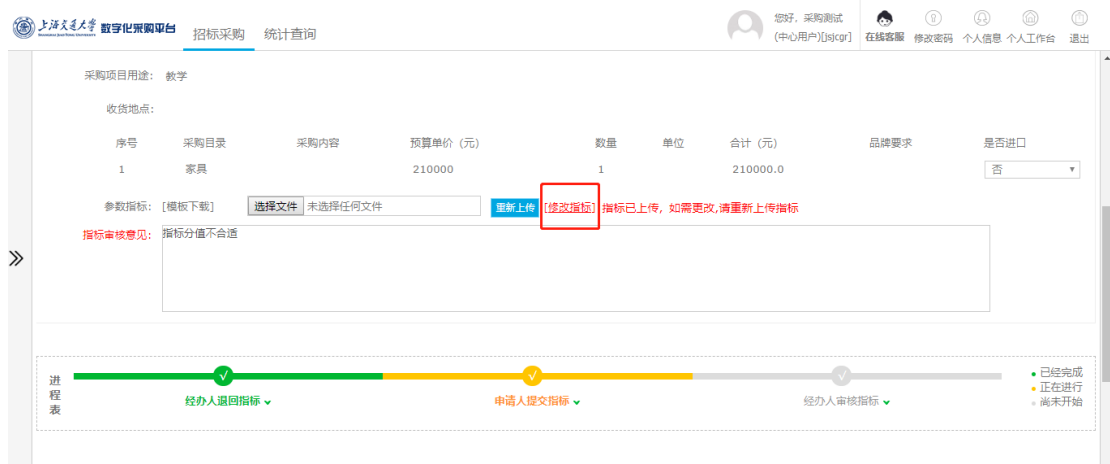 上海交通大学 数字化采购平台 招标采购 统计查询
您好，采购测试
(中心用户)[jsjcgr] 在线客服 修改密码 个人信息 个人工作台 退出
采购项目用途： 教学
收货地点：
序号 采购目录 采购内容 预算单价（元） 数量 单位 合计（元） 品牌要求 是否进口
1 家具 210000 1 210000.0 否
参数指标： [模板下载] 选择文件 未选择任何文件 重新上传 [修改指标] 指标已上传，如需更改,请重新上传指标
指标审核意见： 指标分值不合适
进程表
经办人退回指标 申请人提交指标 经办人审核指标
已经完成
正在进行
尚未开始